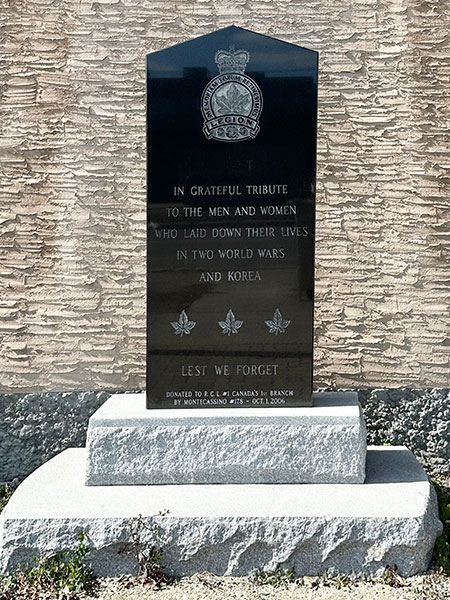 LEGION
IN GRATEFUL TRIBUTE
TO THE MEN AND WOMEN
WHO LAID DOWN THEIR LIVES
IN TWO WORLD WARS
AND KOREA
LEST WE FORGET
DONATED TO R.C.L. #1 CANADA'S 1st BRANCH
BY MONTECASSINO #178 - OCT. 1, 2006